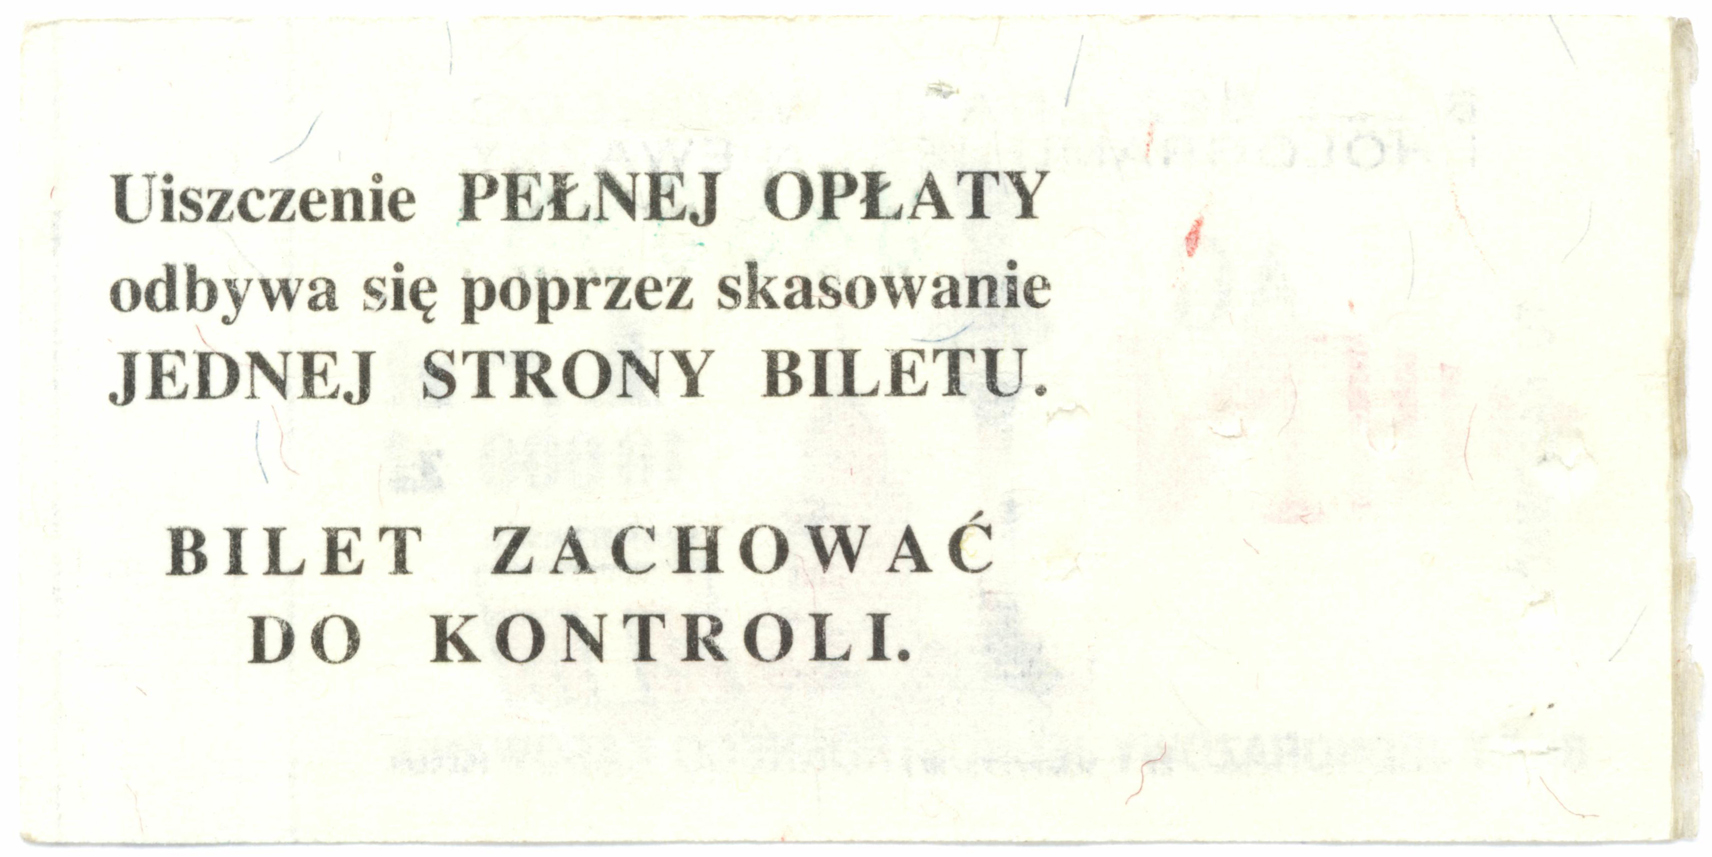 Uiszczenie PEŁNEJ OPŁATY
odbywa się poprzez skasowanie
JEDNEJ STRONY BILETU.
BILET ZACHOWAĆ
DO KONTROLI.